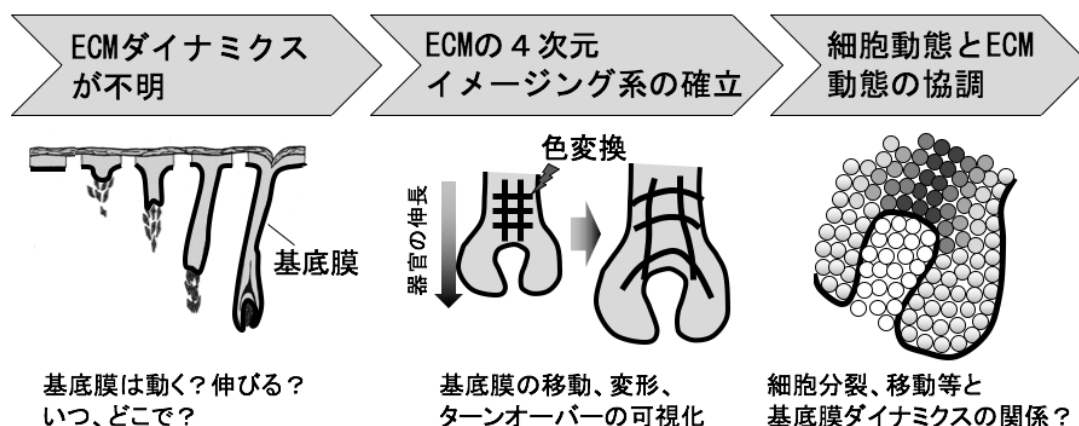 ECMダイナミクス
が不明
ECMの４次元
イメージング系の確立
細胞動態とECM
動態の協調
色変換
器官の伸長
基底膜
基底膜は動く？伸びる？
いつ、どこで？
基底膜の移動、変形、
ターンオーバーの可視化
細胞分裂、移動等と
基底膜ダイナミクスの関係？